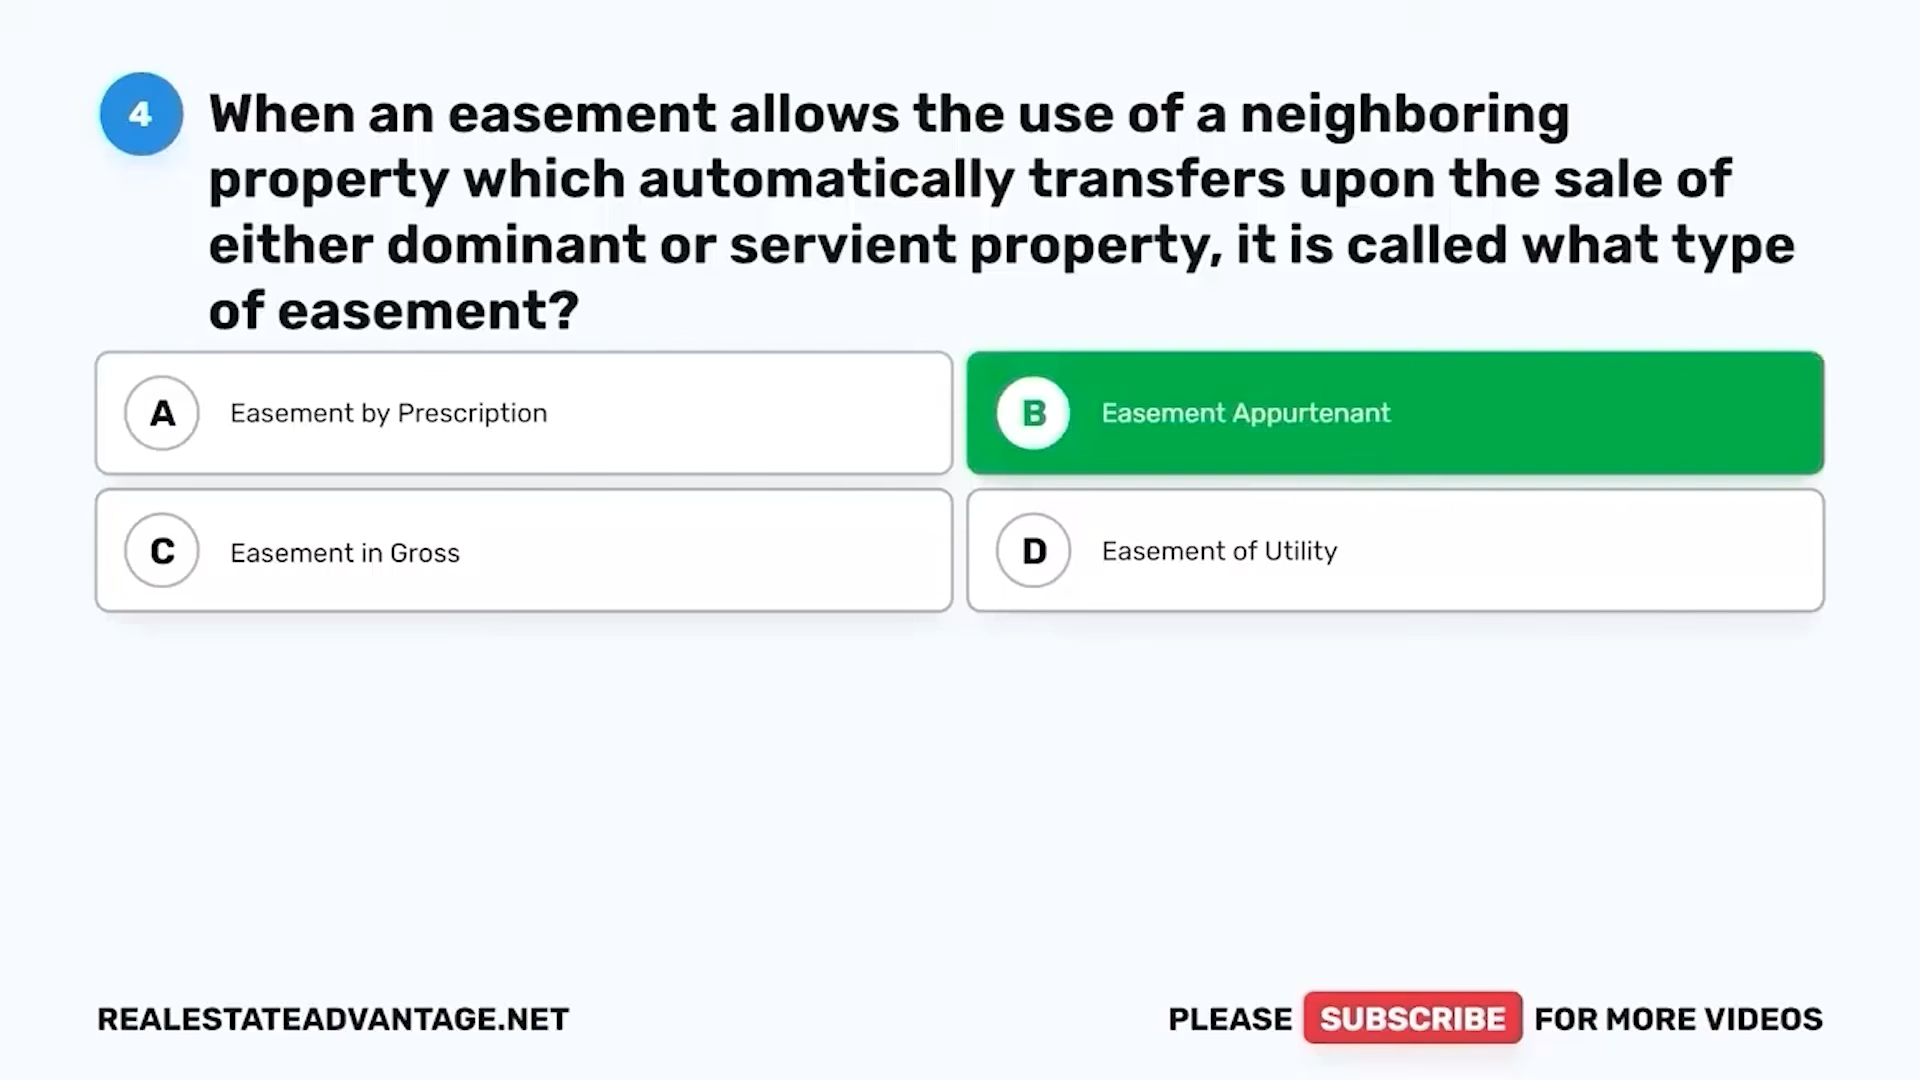 4
When an easement allows the use of a neighboring
property which automatically transfers upon the sale of
either dominant or servient property, it is called what type
of easement?
A Easement by Prescription
B Easement Appurtenant
C Easement in Gross
D Easement of Utility
REALESTATEADVANTAGE.NET
PLEASE SUBSCRIBE FOR MORE VIDEOS